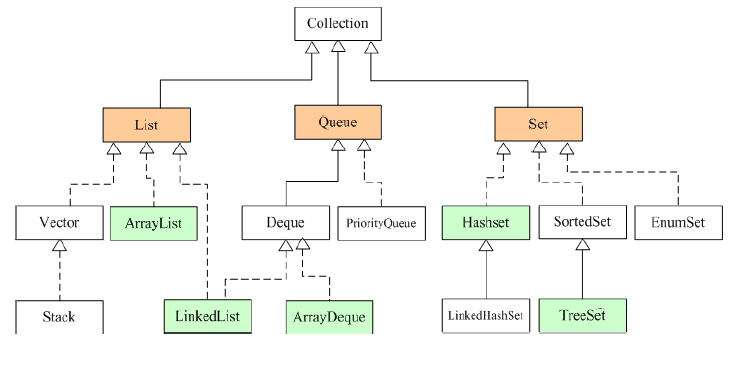 Collection
List
Queue
Set
Vector
ArrayList
Deque
PriorityQueue
Hashset
SortedSet
EnumSet
Stack
LinkedList
ArrayDeque
LinkedHashSet
TreeSet